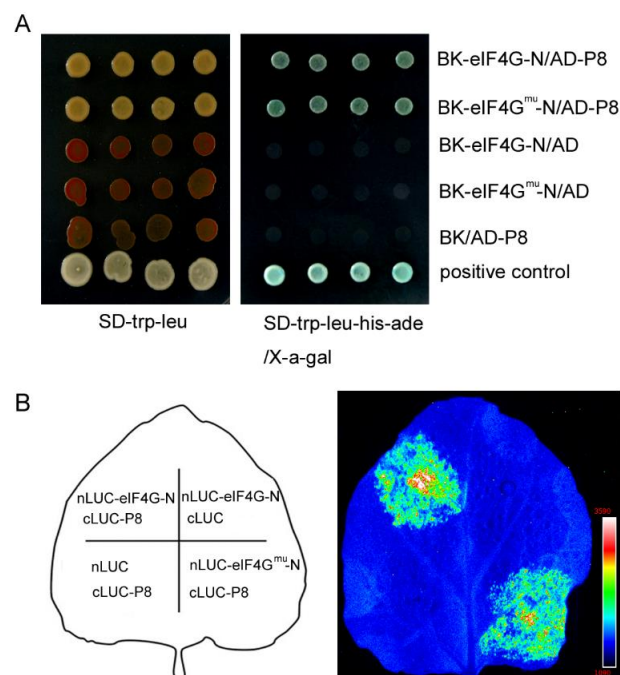 A
BK-eIF4G-N/AD-P8
BK-eIF4Gmu-N/AD-P8
BK-eIF4G-N/AD
BK-eIF4Gmu-N/AD
BK/AD-P8
positive control
SD-trp-leu
SD-trp-leu-his-ade
/X-a-gal
B
nLUC-eIF4G-N
cLUC-P8
nLUC-eIF4G-N
cLUC
nLUC
cLUC-P8
nLUC-eIF4Gmu-N
cLUC-P8